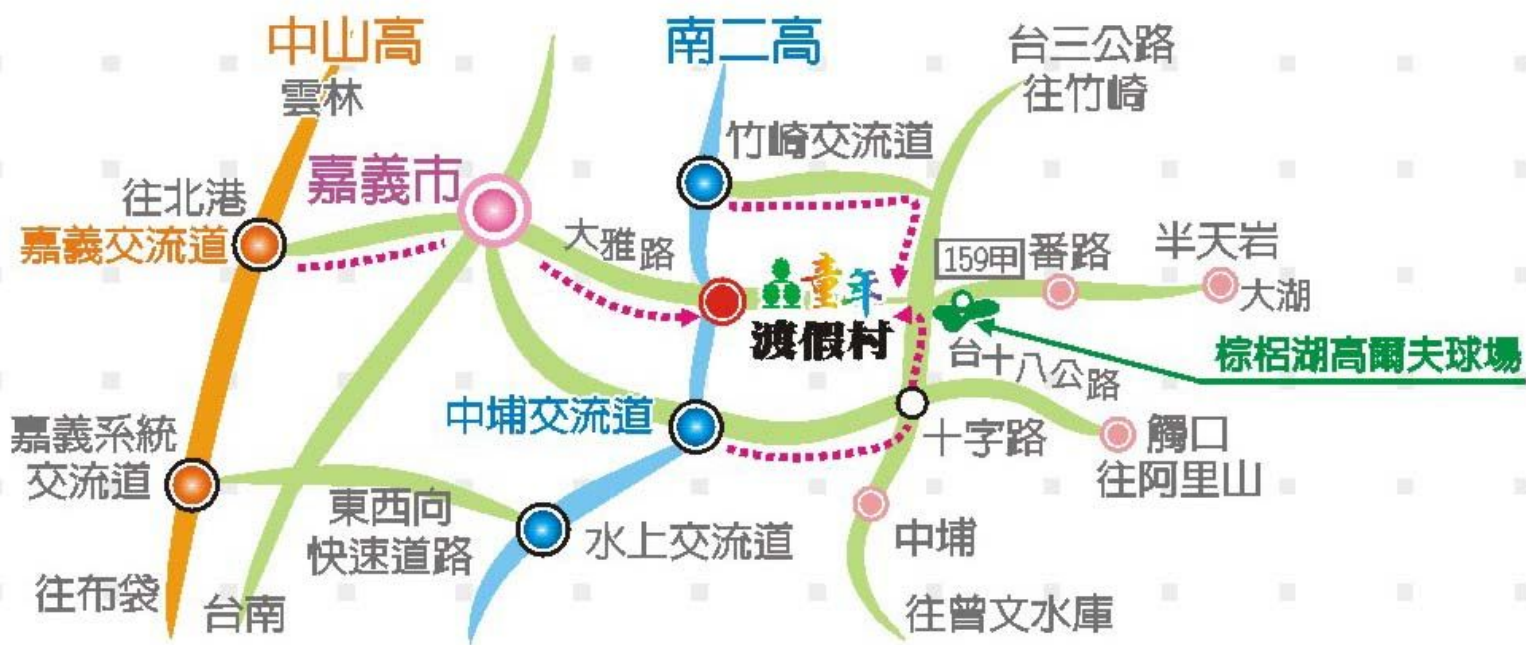 中山高
雲林
南二高
台三公路
往竹崎
竹崎交流道
嘉義市
往北港
嘉義交流道
大雅路
童年
渡假村
159甲
番路
半天岩
大湖
棕梠湖高爾夫球場
台十八公路
中埔交流道
十字路
觸口
往阿里山
嘉義系統
交流道
東西向
快速道路
水上交流道
中埔
往布袋
台南
往曾文水庫